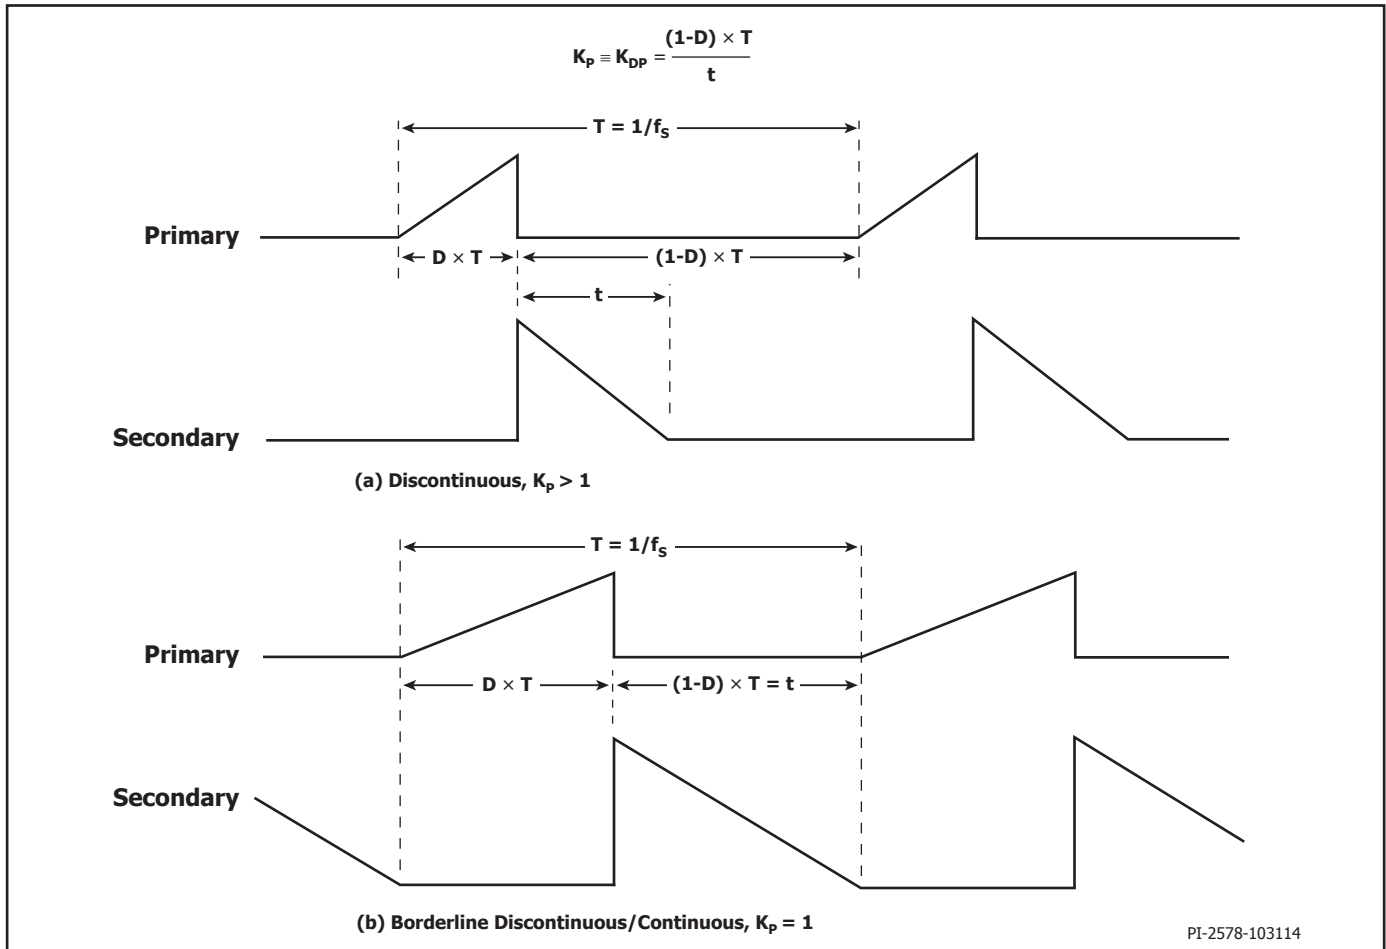 K_P ≡ K_DP = (1-D) × T / t
T = 1/f_S
Primary
D × T
(1-D) × T
t
Secondary
(a) Discontinuous, K_P > 1
T = 1/f_S
Primary
D × T
(1-D) × T = t
Secondary
(b) Borderline Discontinuous/Continuous, K_P = 1
PI-2578-103114